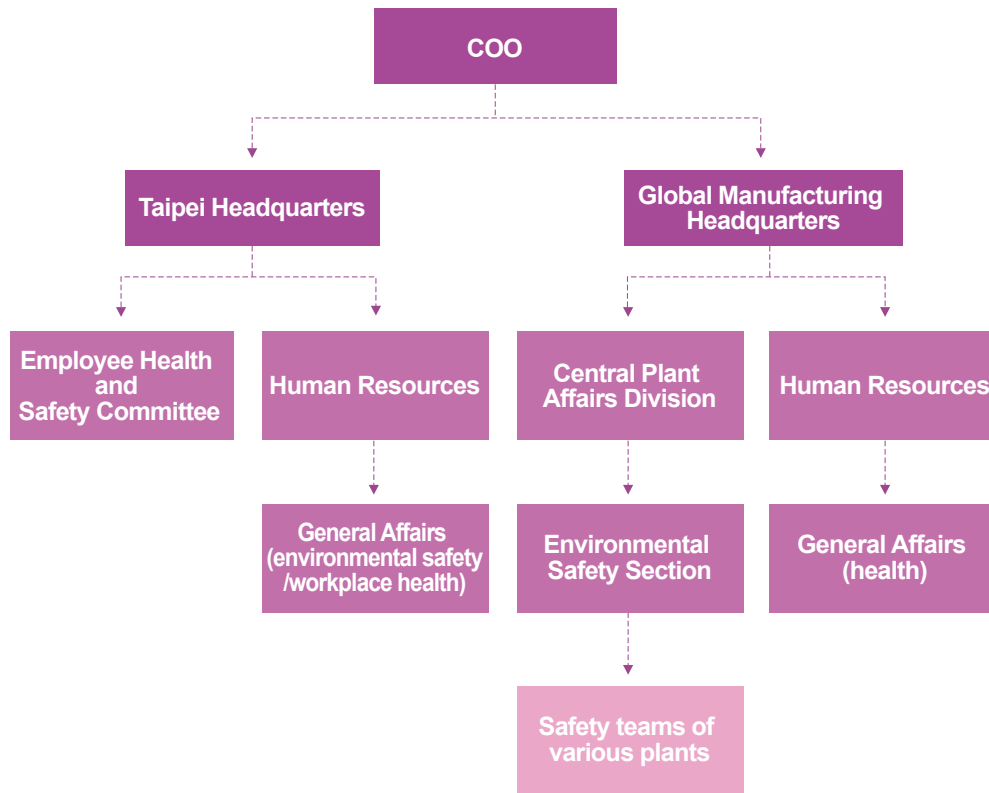 COO
Taipei Headquarters
Global Manufacturing
Headquarters
Employee Health
and
Safety Committee
Human Resources
Central Plant
Affairs Division
Human Resources
General Affairs
(environmental safety
/workplace health)
Environmental
Safety Section
General Affairs
(health)
Safety teams of
various plants